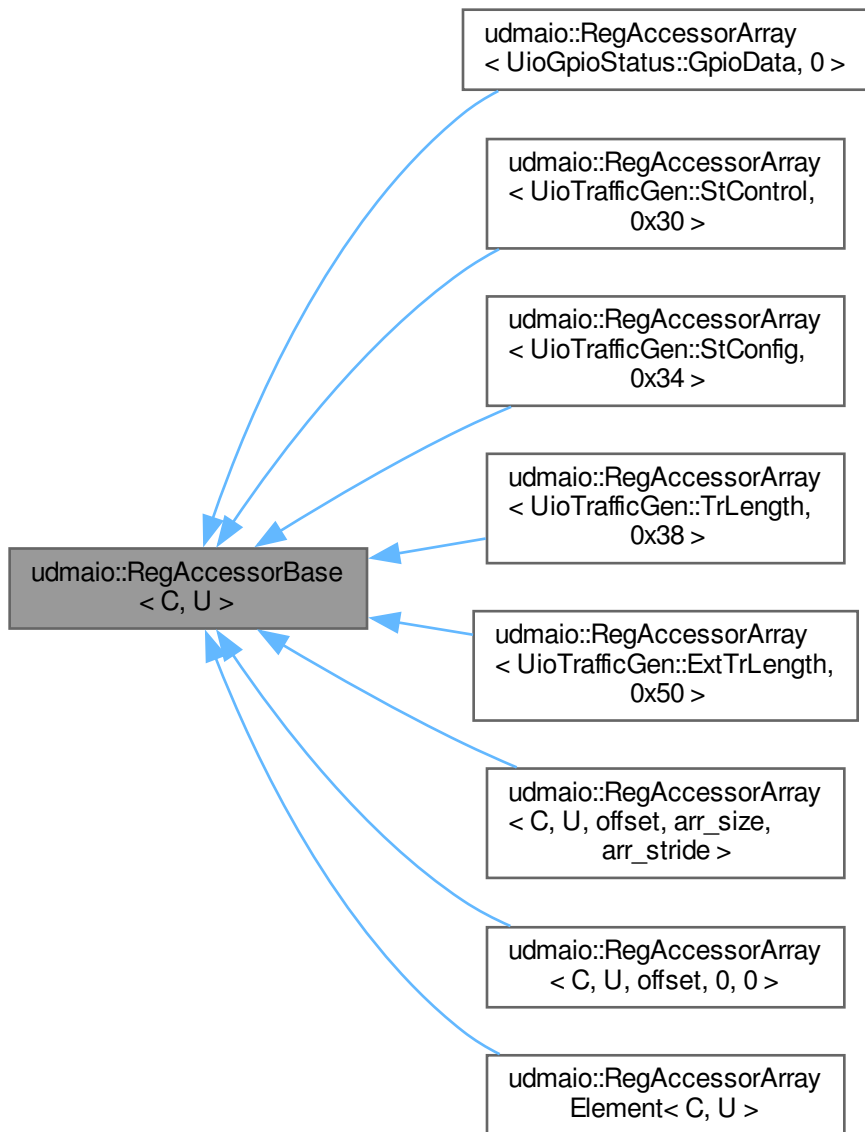 udmaio::RegAccessorArray
< UioGpioStatus::GpioData, 0 >
udmaio::RegAccessorArray
< UioTrafficGen::StControl,
0x30 >
udmaio::RegAccessorArray
< UioTrafficGen::StConfig,
0x34 >
udmaio::RegAccessorArray
< UioTrafficGen::TrLength,
0x38 >
udmaio::RegAccessorBase
< C, U >
udmaio::RegAccessorArray
< UioTrafficGen::ExtTrLength,
0x50 >
udmaio::RegAccessorArray
< C, U, offset, arr_size,
arr_stride >
udmaio::RegAccessorArray
< C, U, offset, 0, 0 >
udmaio::RegAccessorArray
Element< C, U >